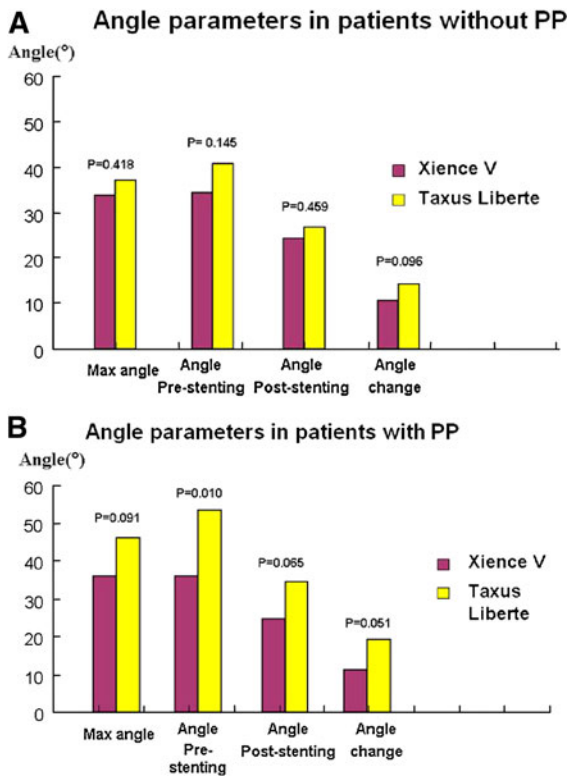 A
Angle parameters in patients without PP
Angle(°)
60
50
40
30
20
10
0
P=0.418
P= 0.145
P=0.459
P=0.096
Xience V
Taxus Liberte
Max angle
Angle
Pre-stenting
Angle
Post-stenting
Angle
change
B
Angle parameters in patients with PP
Angle(°)
60
50
40
30
20
10
0
P=0.091
P=0.010
P=0.065
P=0.051
Xience V
Taxus
Liberte
Max angle
Angle
Pre-
stenting
Angle
Post-stenting
Angle
change